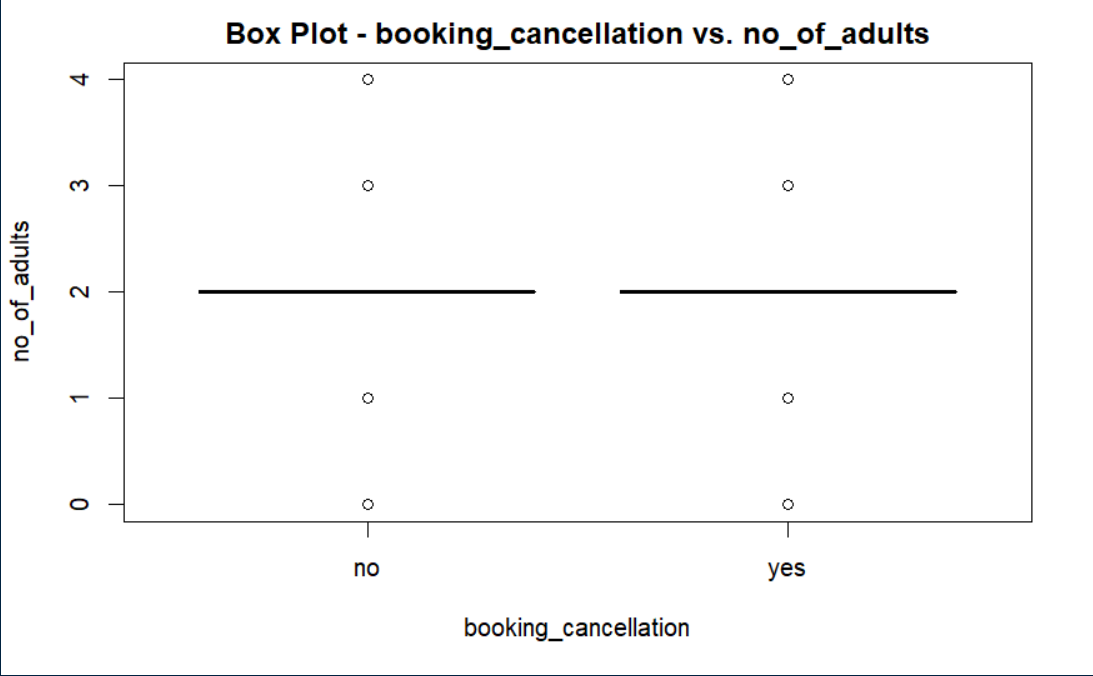 Box Plot - booking_cancellation vs. no_of_adults
no_of_adults
4
3
2
1
0
no yes
booking_cancellation